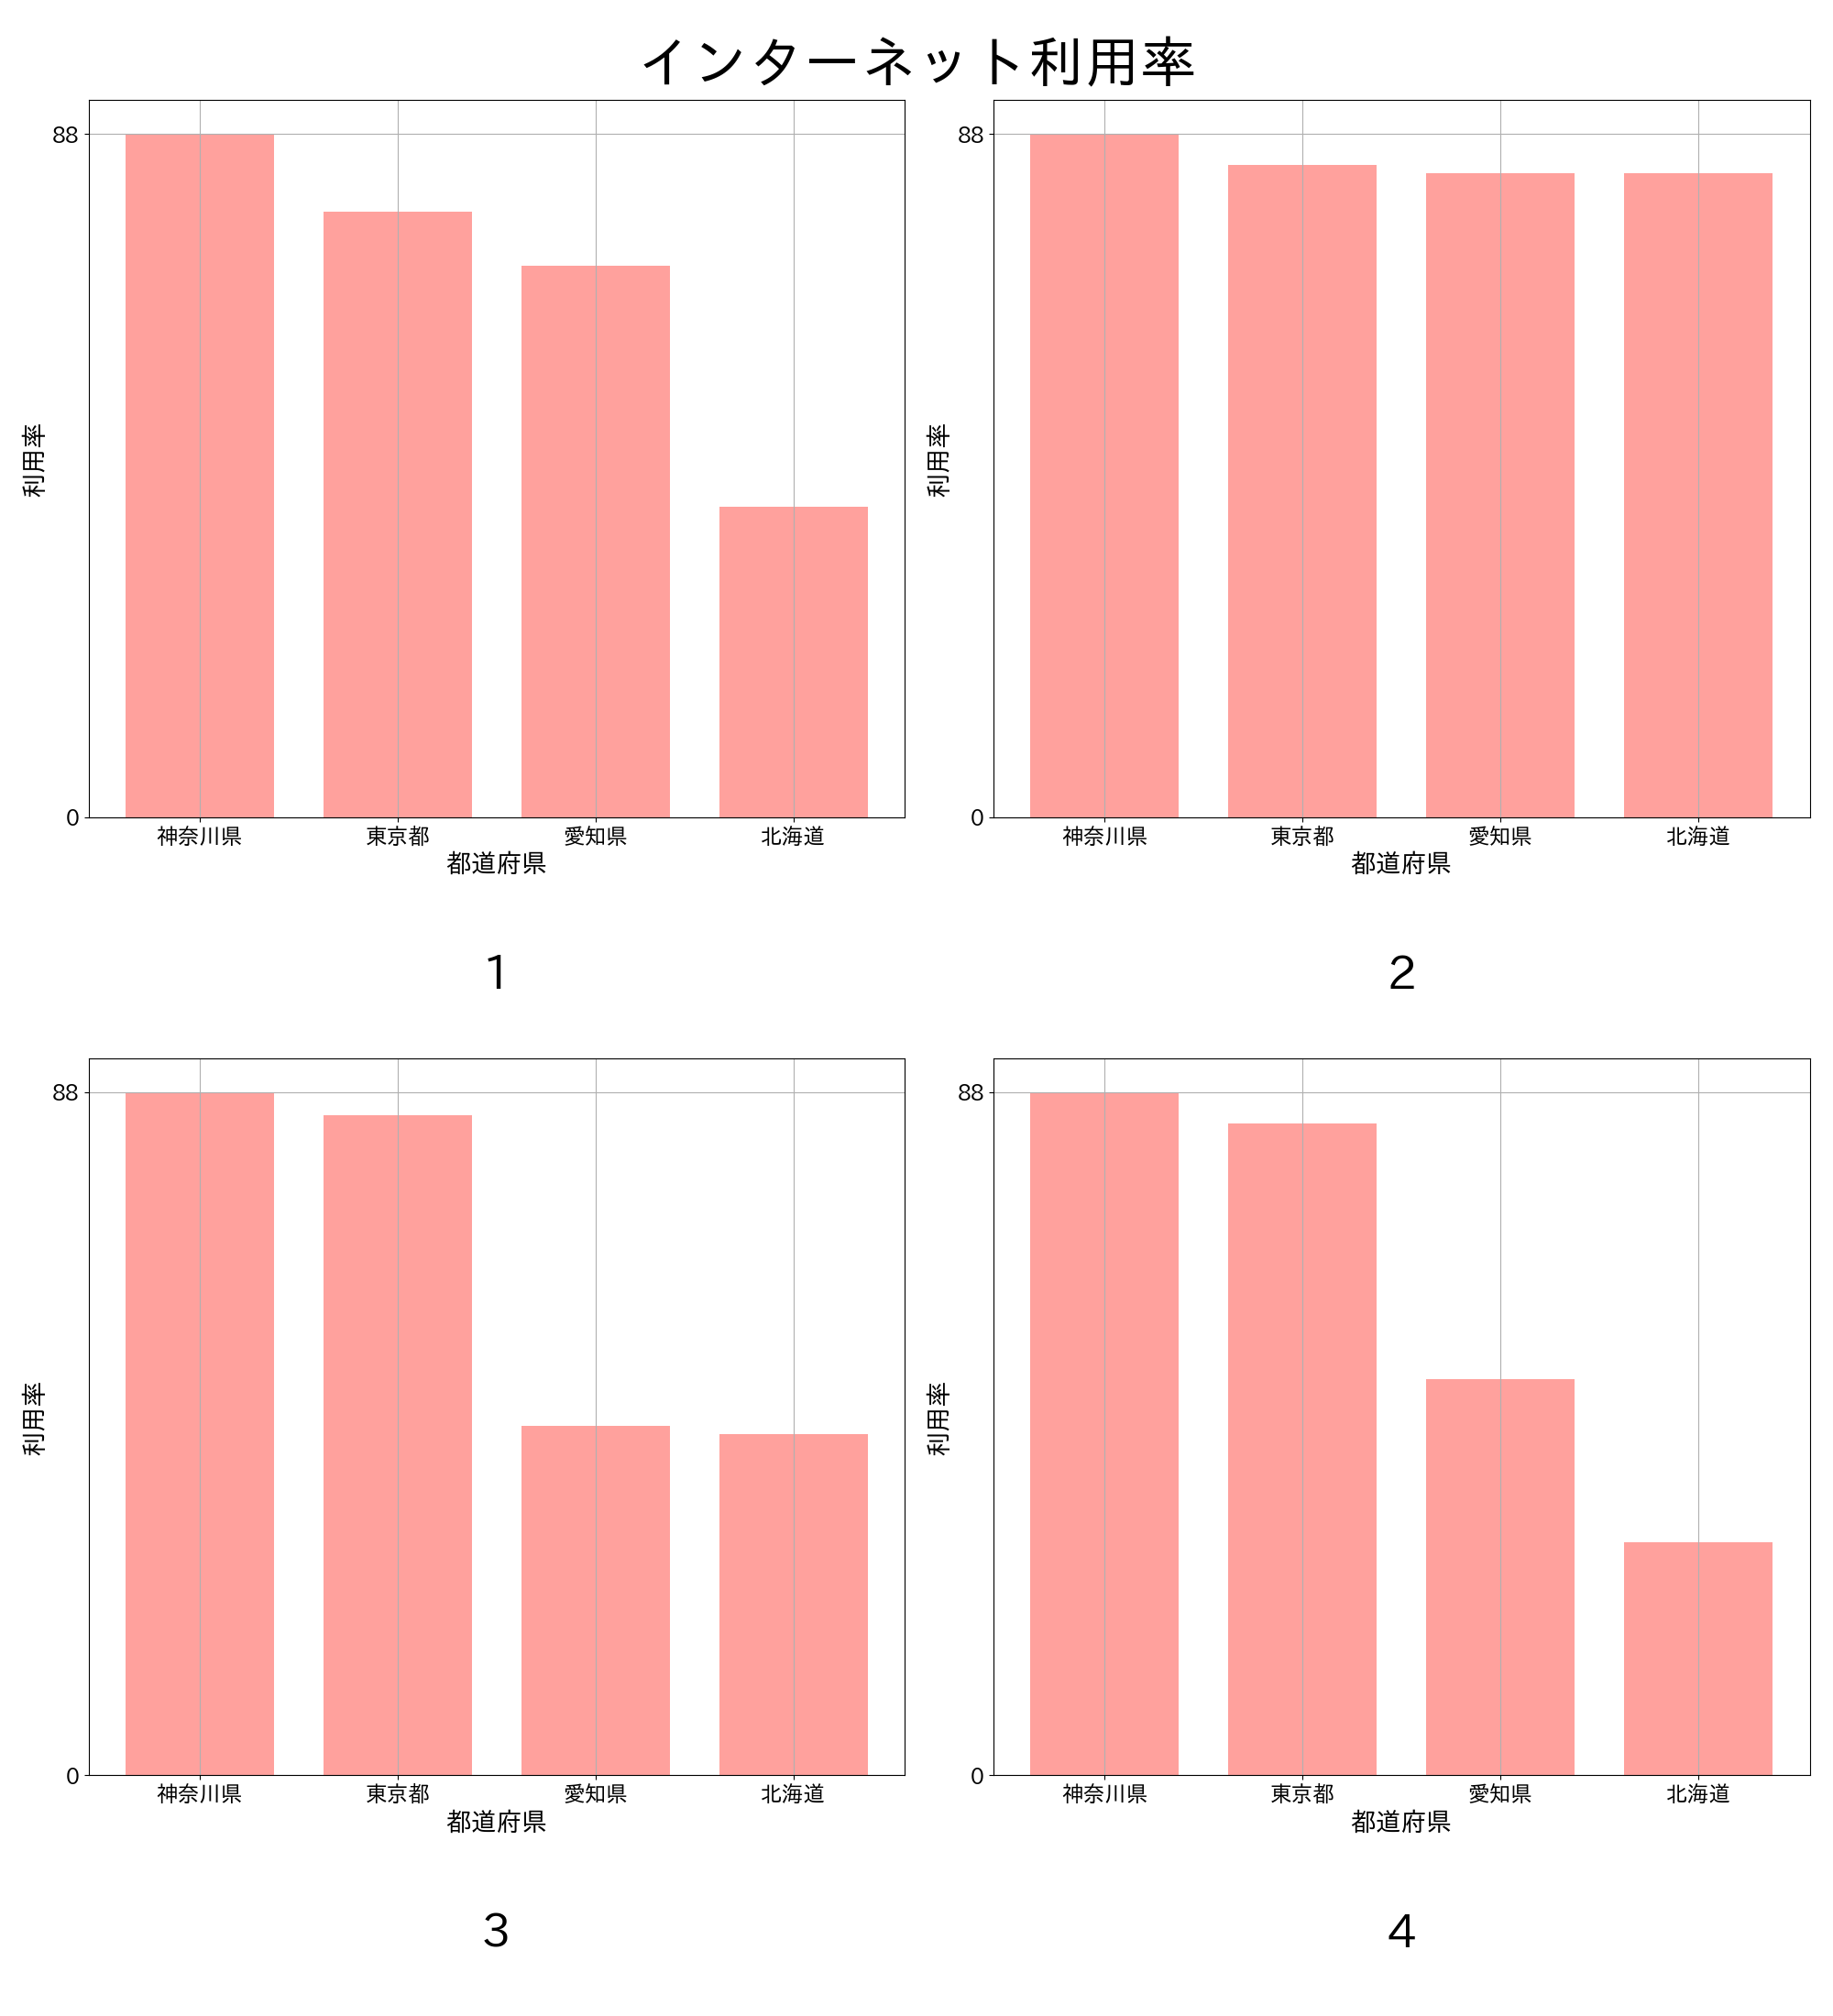 インターネット利用率
88
0
利用率
神奈川県 東京都 愛知県 北海道
都道府県
1
88
0
利用率
神奈川県 東京都 愛知県 北海道
都道府県
2
88
0
利用率
神奈川県 東京都 愛知県 北海道
都道府県
3
88
0
利用率
神奈川県 東京都 愛知県 北海道
都道府県
4